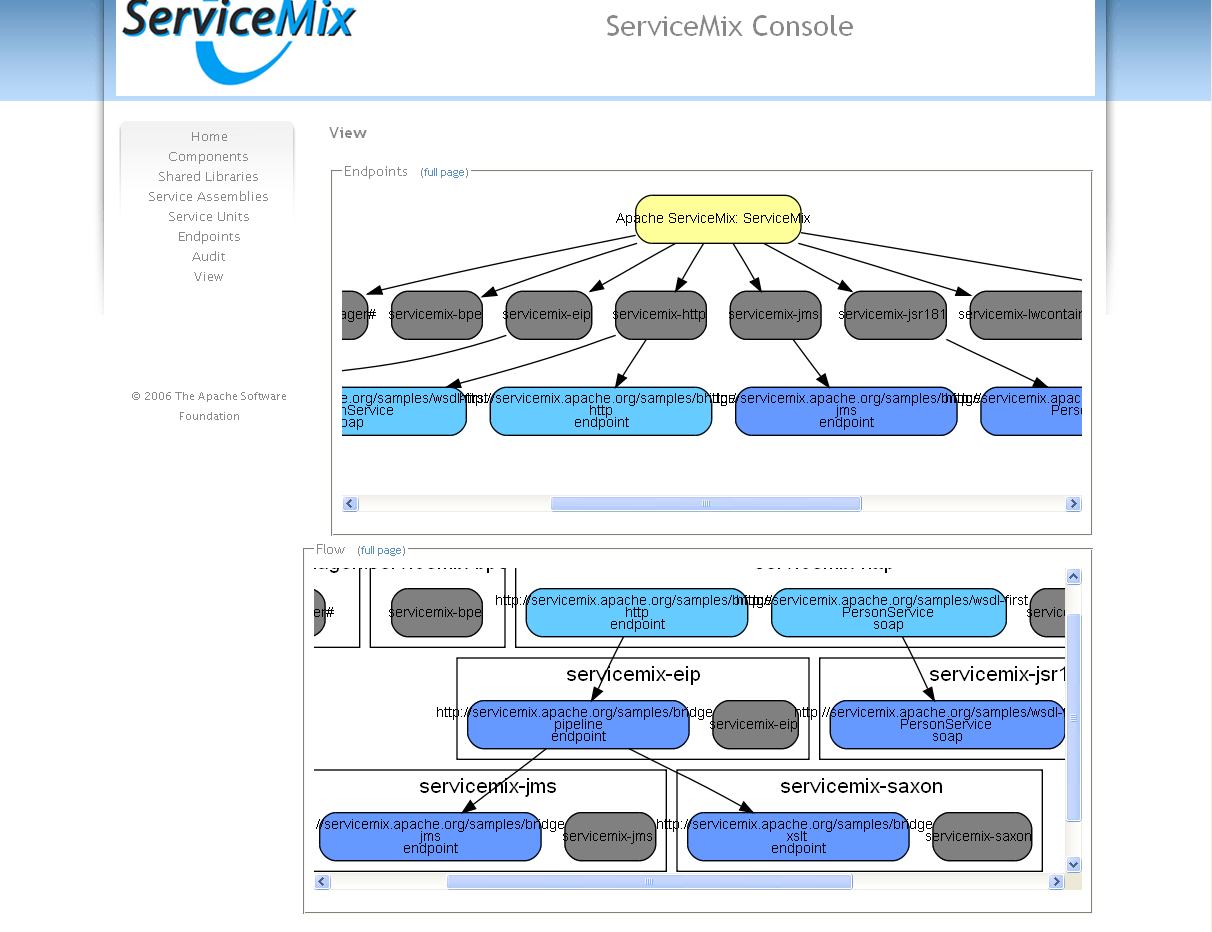 ServiceMix
ServiceMix Console
Home
Components
Shared Libraries
Service Assemblies
Service Units
Endpoints
Audit
View
© 2006 The Apache Software
Foundation
View
Endpoints (full page)
Apache ServiceMix: ServiceMix
ager# servicemix-bpe servicemix-eip servicemix-http servicemix-jms servicemix-jsr181 servicemix-lwcontain
e.org/samples/wsdl-first http://servicemix.apache.org/samples/bridge http://servicemix.apache.org/samples/bridge http://servicemix.apac
nService http jms Pers
oap endpoint endpoint
Flow (full page)
servicemix-bpe servicemix-http
er# servicemix-bpe http://servicemix.apache.org/samples/bridge http://servicemix.apache.org/samples/wsdl-first servic
http PersonService
endpoint soap
servicemix-eip servicemix-jsr1
http://servicemix.apache.org/samples/bridge servicemix-eip http://servicemix.apache.org/samples/wsdl-f
pipeline PersonService
endpoint soap
servicemix-jms servicemix-saxon
//servicemix.apache.org/samples/bridge servicemix-jms http://servicemix.apache.org/samples/bridge servicemix-saxon
jms xslt
endpoint endpoint